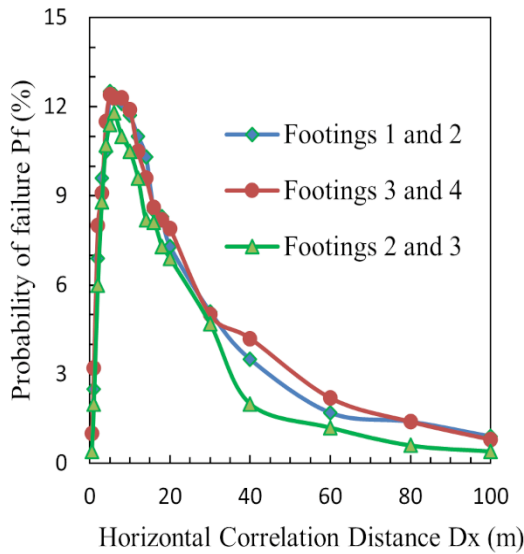 15
12
9
6
3
0
Probability of failure Pf (%)
Footings 1 and 2
Footings 3 and 4
Footings 2 and 3
0 20 40 60 80 100
Horizontal Correlation Distance Dx (m)